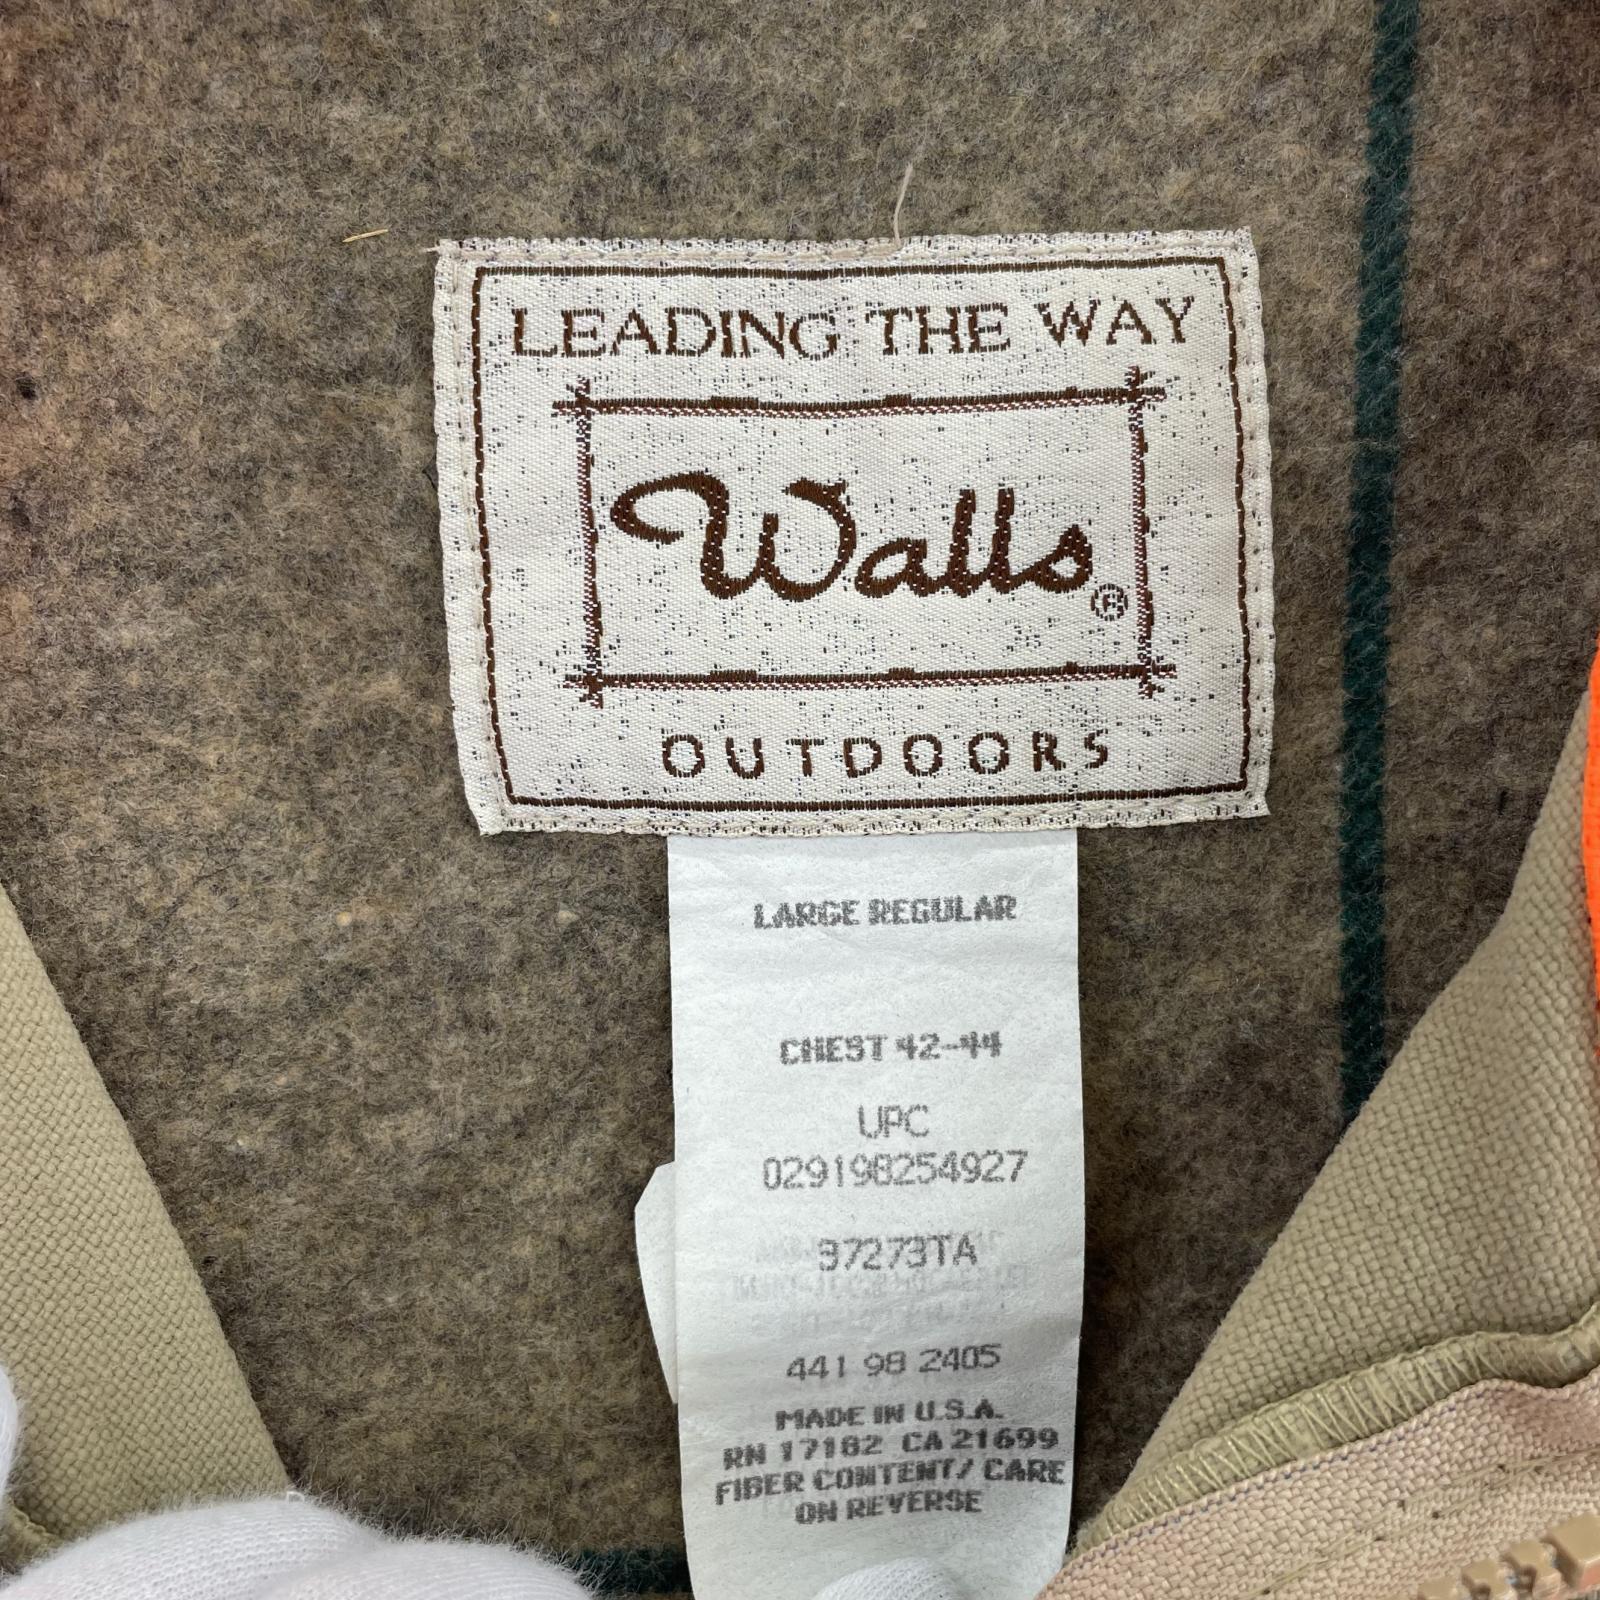 LEADING THE WAY
Walls®
OUTDOORS
LARGE REGULAR
CHEST 42-44
UPC
029198254927
37273TA
441 98 2405
MADE IN U.S.A.
RN 17182 CA 21699
FIBER CONTENT/ CARE
ON REVERSE